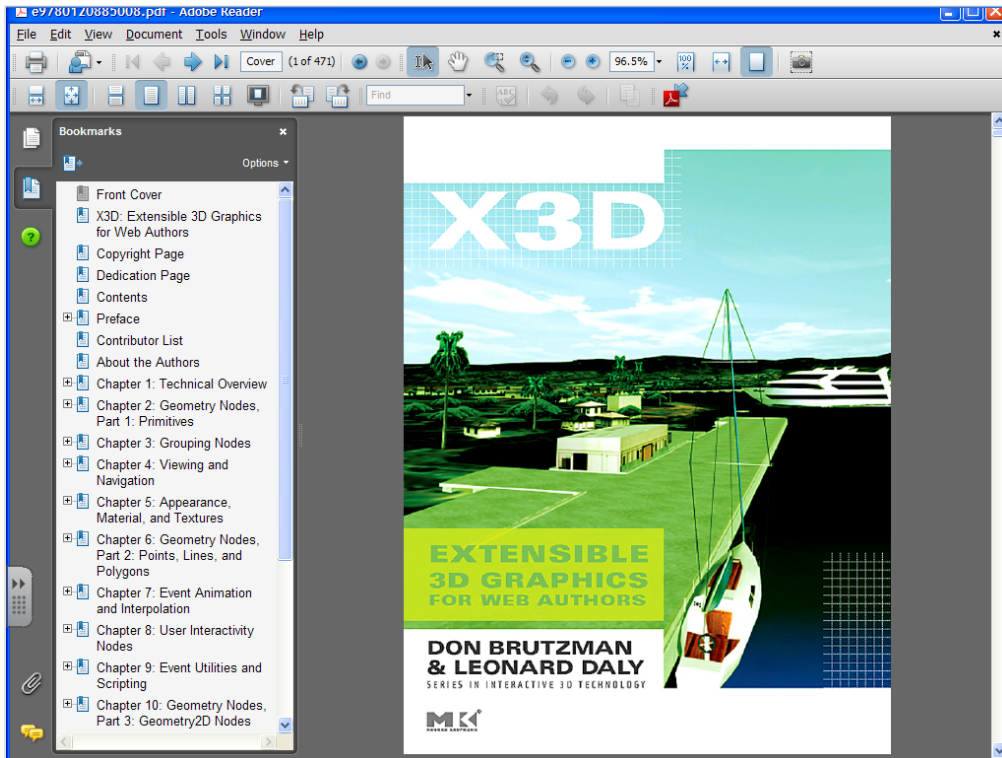 e9780120885008.pdf - Adobe Reader
File Edit View Document Tools Window Help
Cover (1 of 471) 96.5% 100%
Find
Bookmarks
Options
Front Cover
X3D: Extensible 3D Graphics
for Web Authors
Copyright Page
Dedication Page
Contents
Preface
Contributor List
About the Authors
Chapter 1: Technical Overview
Chapter 2: Geometry Nodes,
Part 1: Primitives
Chapter 3: Grouping Nodes
Chapter 4: Viewing and
Navigation
Chapter 5: Appearance,
Material, and Textures
Chapter 6: Geometry Nodes,
Part 2: Points, Lines, and
Polygons
Chapter 7: Event Animation
and Interpolation
Chapter 8: User Interactivity
Nodes
Chapter 9: Event Utilities and
Scripting
Chapter 10: Geometry Nodes,
Part 3: Geometry2D Nodes
X3D
EXTENSIBLE
3D GRAPHICS
FOR WEB AUTHORS
DON BRUTZMAN
& LEONARD DALY
SERIES IN INTERACTIVE 3D TECHNOLOGY
MK
MORGAN KAUFMANN